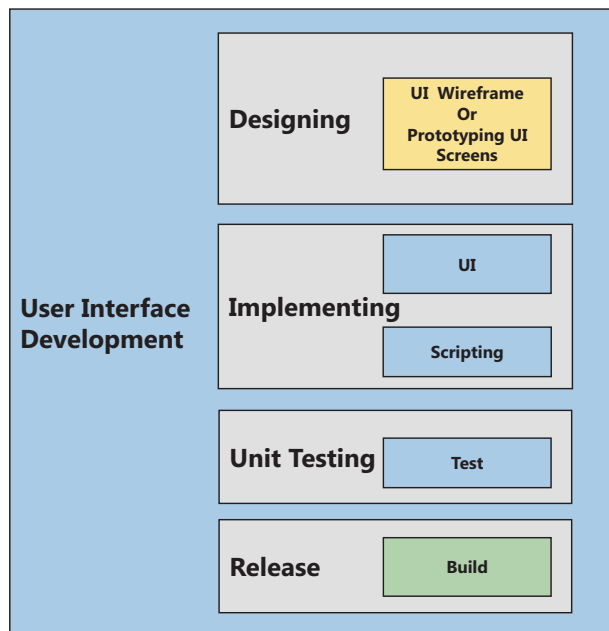 Designing
UI Wireframe
Or
Prototyping UI
Screens
User Interface
Development
Implementing
UI
Scripting
Unit Testing
Test
Release
Build